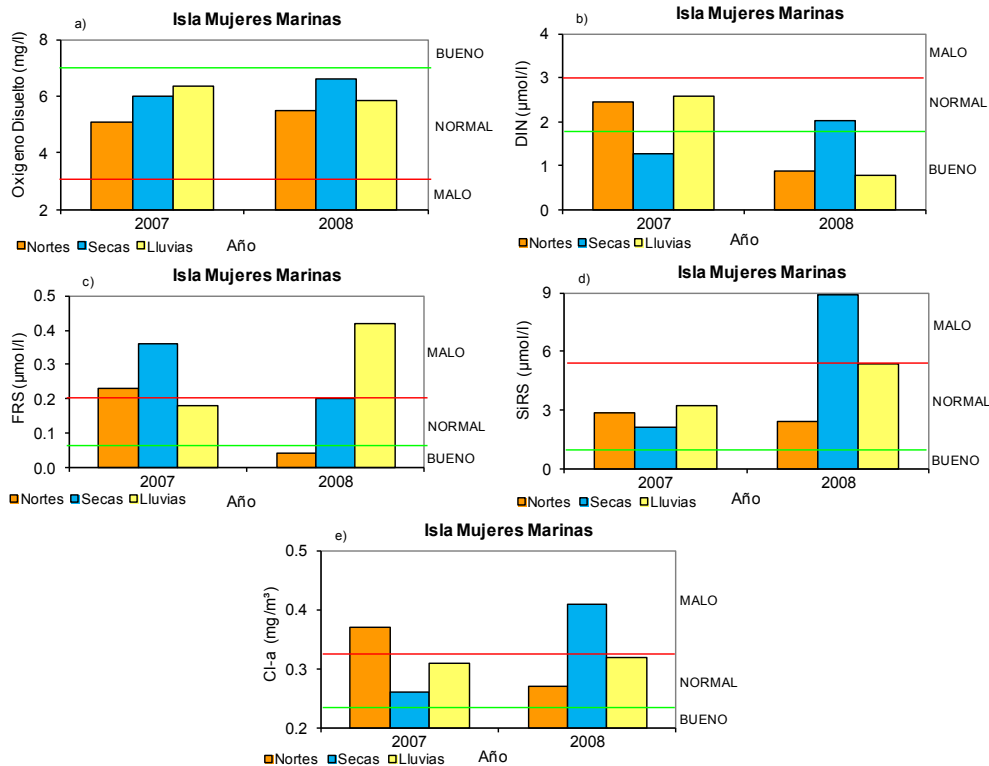 a)
Isla Mujeres Marinas
Oxigeno Disuelto (mg/l)
8
6
4
2
BUENO
NORMAL
MALO
2007
2008
Año
Nortes Secas Lluvias
b)
Isla Mujeres Marinas
DIN (µmol/l)
4
3
2
1
0
MALO
NORMAL
BUENO
2007
2008
Año
Nortes Secas Lluvias
c)
Isla Mujeres Marinas
FRS (µmol/l)
0.5
0.4
0.3
0.2
0.1
0.0
MALO
NORMAL
BUENO
2007
2008
Año
Nortes Secas Lluvias
d)
Isla Mujeres Marinas
SiRS (µmol/l)
9
6
3
0
MALO
NORMAL
BUENO
2007
2008
Año
Nortes Secas Lluvias
e)
Isla Mujeres Marinas
Cl-a (mg/m³)
0.5
0.4
0.3
0.2
MALO
NORMAL
BUENO
2007
2008
Año
Nortes Secas Lluvias